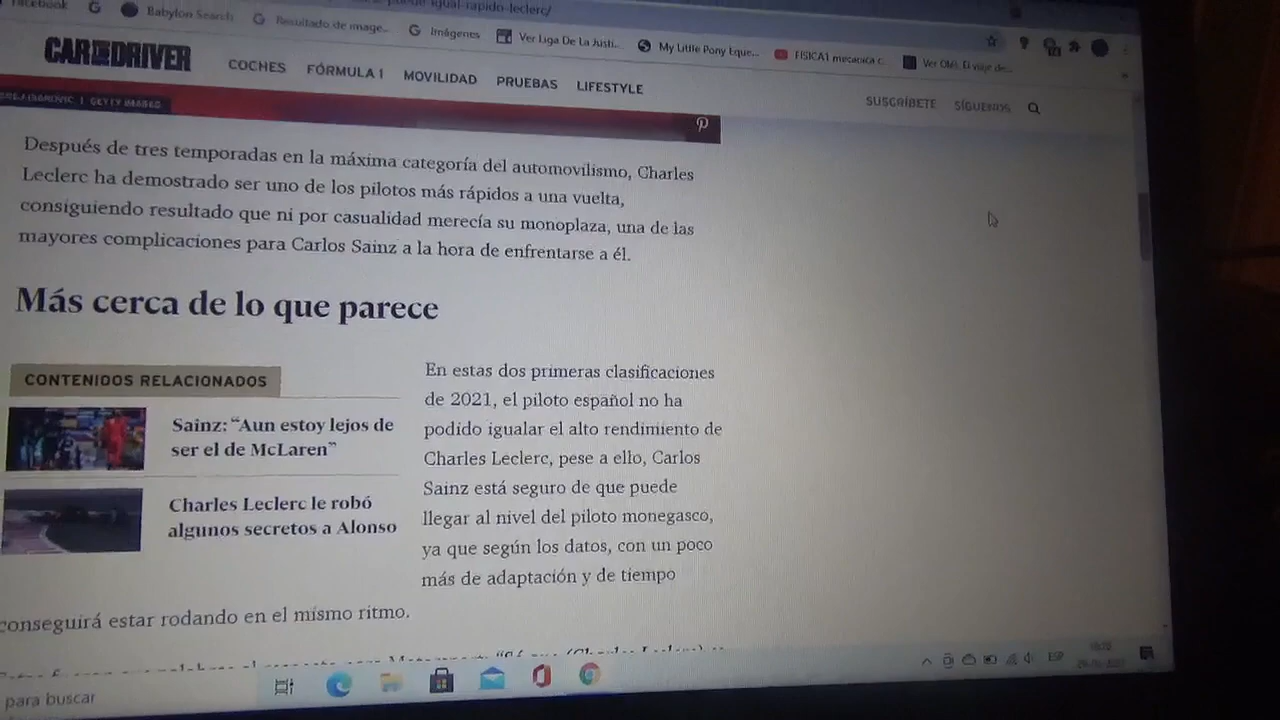 puede-igual-rapido-leclerc/
Facebook
Babylon Search
Resultado de image...
Imágenes
Ver Liga De La Justi...
My Little Pony Eque...
FISICA1 mecanica c...
Ver Olé!. El viaje de...
CAR AND DRIVER
COCHES
FÓRMULA 1
MOVILIDAD
PRUEBAS
LIFESTYLE
SUSCRÍBETE
SÍGUENOS
GETTY IMAGES
Después de tres temporadas en la máxima categoría del automovilismo, Charles
Leclerc ha demostrado ser uno de los pilotos más rápidos a una vuelta,
consiguiendo resultado que ni por casualidad merecía su monoplaza, una de las
mayores complicaciones para Carlos Sainz a la hora de enfrentarse a él.
Más cerca de lo que parece
CONTENIDOS RELACIONADOS
Sainz: “Aun estoy lejos de
ser el de McLaren”
Charles Leclerc le robó
algunos secretos a Alonso
En estas dos primeras clasificaciones
de 2021, el piloto español no ha
podido igualar el alto rendimiento de
Charles Leclerc, pese a ello, Carlos
Sainz está seguro de que puede
llegar al nivel del piloto monegasco,
ya que según los datos, con un poco
más de adaptación y de tiempo
conseguirá estar rodando en el mismo ritmo.
para buscar
ESP